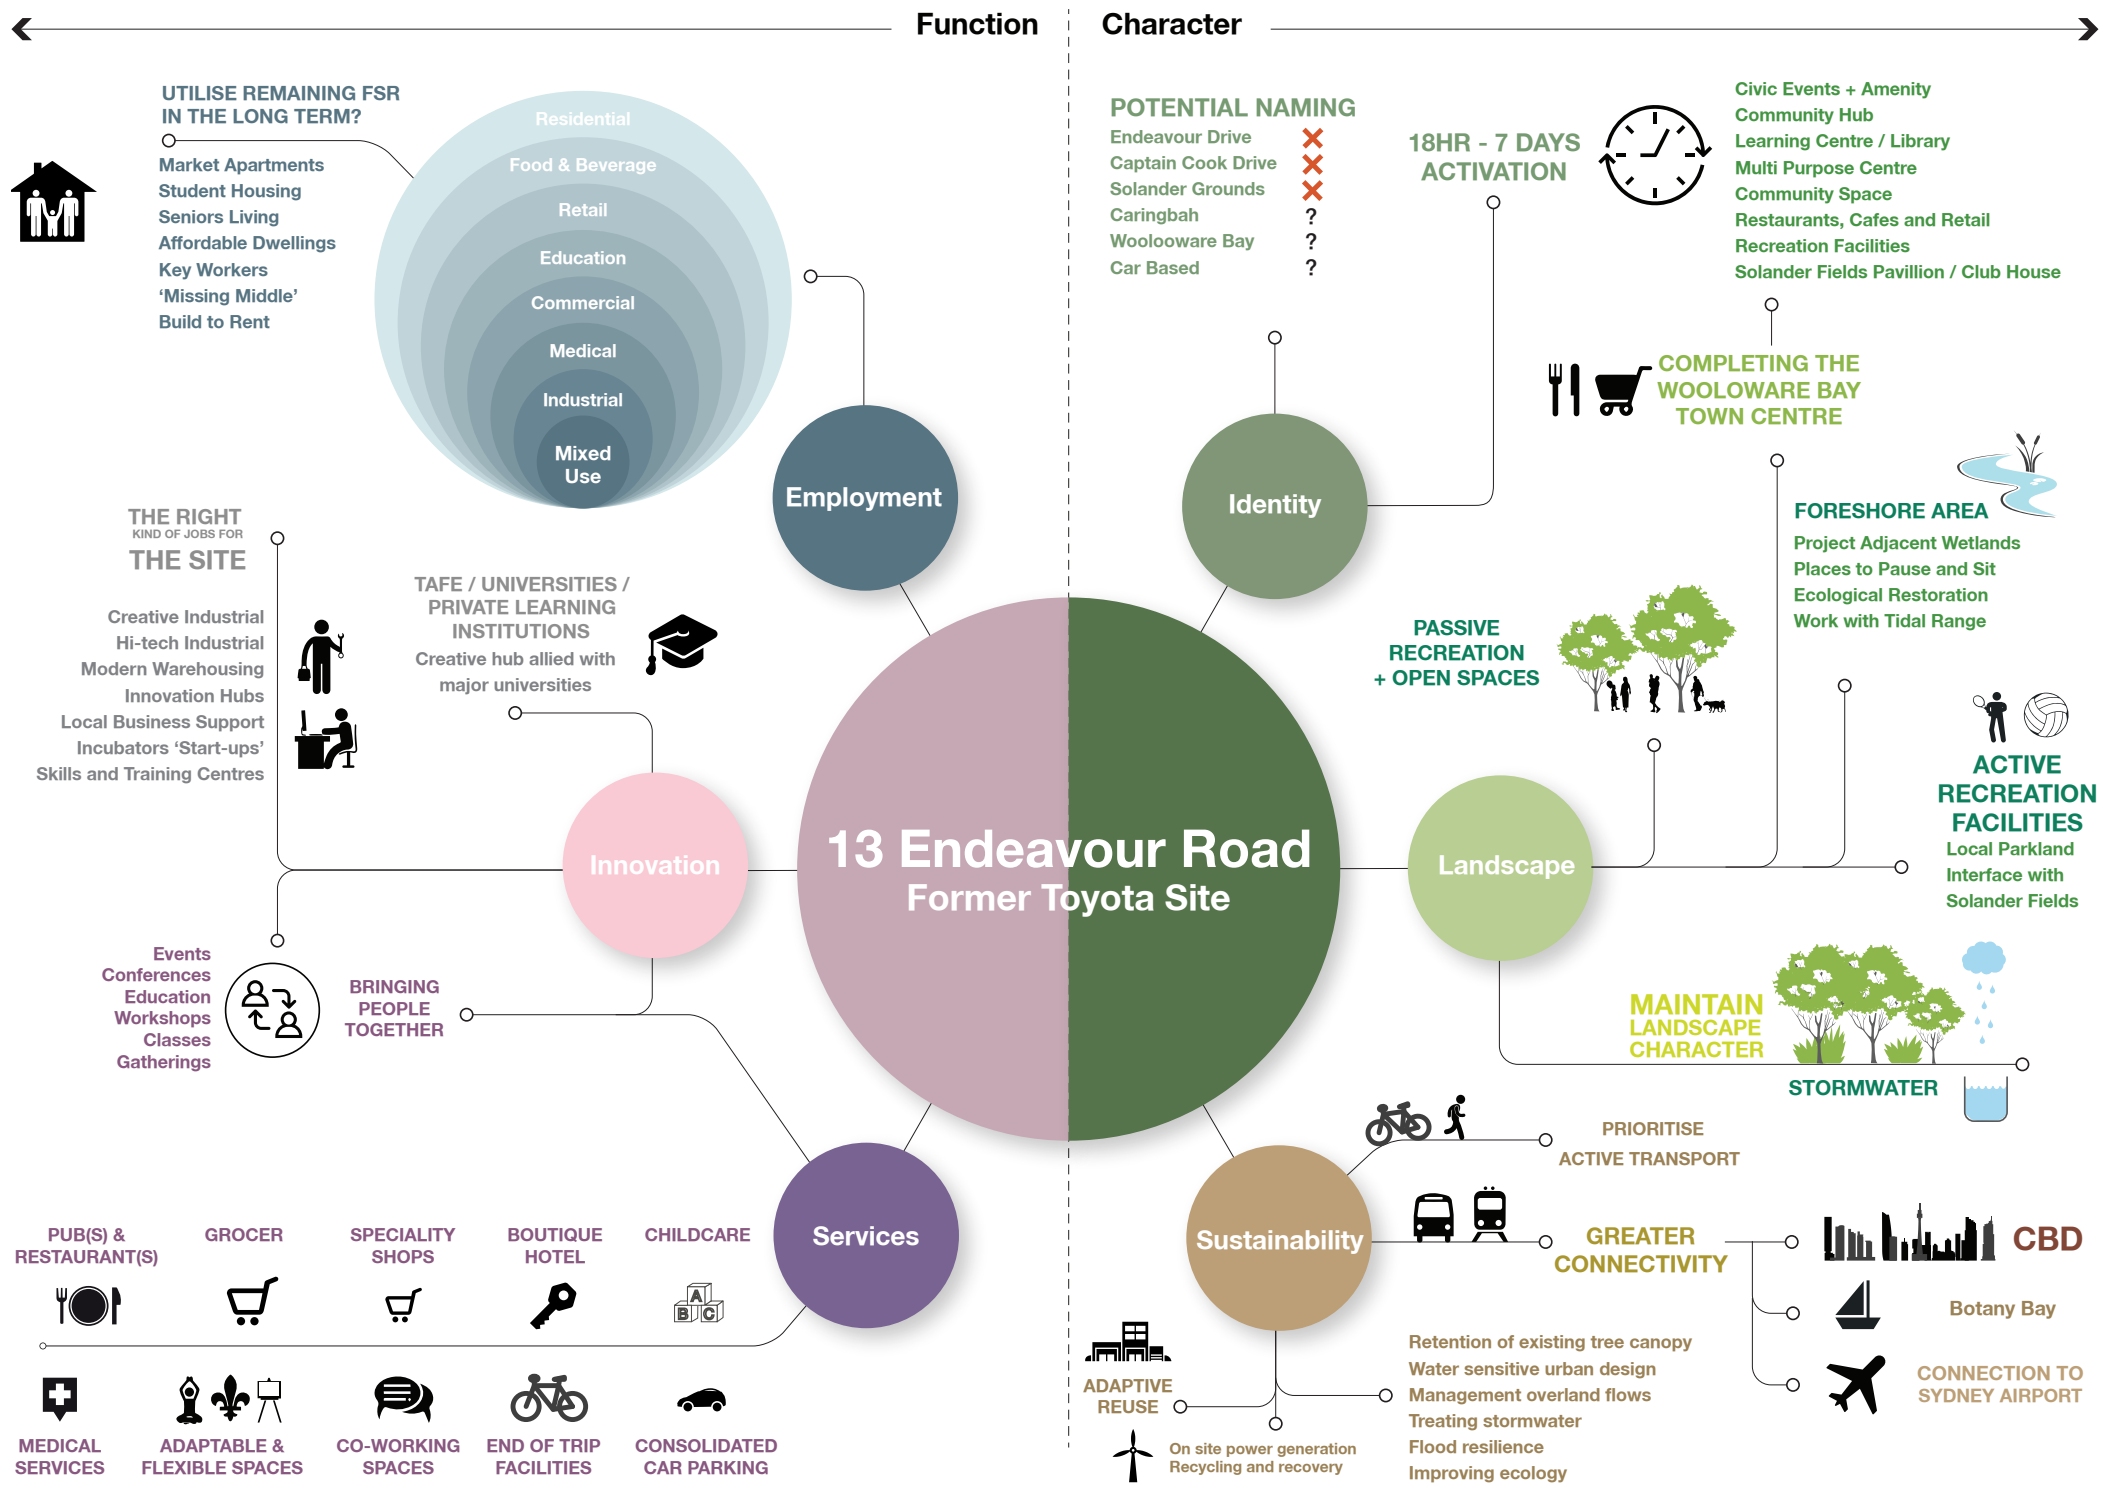 Function
Character
UTILISE REMAINING FSR
IN THE LONG TERM?
Market Apartments
Student Housing
Seniors Living
Affordable Dwellings
Key Workers
‘Missing Middle’
Build to Rent
Residential
Food & Beverage
Retail
Education
Commercial
Medical
Industrial
Mixed
Use
Employment
THE RIGHT
KIND OF JOBS FOR
THE SITE
Creative Industrial
Hi-tech Industrial
Modern Warehousing
Innovation Hubs
Local Business Support
Incubators ‘Start-ups’
Skills and Training Centres
TAFE / UNIVERSITIES /
PRIVATE LEARNING
INSTITUTIONS
Creative hub allied with
major universities
Innovation
Events
Conferences
Education
Workshops
Classes
Gatherings
BRINGING
PEOPLE
TOGETHER
Services
PUB(S) &
RESTAURANT(S)
GROCER
SPECIALITY
SHOPS
BOUTIQUE
HOTEL
CHILDCARE
A
B C
MEDICAL
SERVICES
ADAPTABLE &
FLEXIBLE SPACES
CO-WORKING
SPACES
END OF TRIP
FACILITIES
CONSOLIDATED
CAR PARKING
13 Endeavour Road
Former Toyota Site
POTENTIAL NAMING
Endeavour Drive
Captain Cook Drive
Solander Grounds
Caringbah ?
Woolooware Bay ?
Car Based ?
18HR - 7 DAYS
ACTIVATION
Identity
Civic Events + Amenity
Community Hub
Learning Centre / Library
Multi Purpose Centre
Community Space
Restaurants, Cafes and Retail
Recreation Facilities
Solander Fields Pavillion / Club House
COMPLETING THE
WOOLOWARE BAY
TOWN CENTRE
FORESHORE AREA
Project Adjacent Wetlands
Places to Pause and Sit
Ecological Restoration
Work with Tidal Range
PASSIVE
RECREATION
+ OPEN SPACES
ACTIVE
RECREATION
FACILITIES
Local Parkland
Interface with
Solander Fields
Landscape
MAINTAIN
LANDSCAPE
CHARACTER
STORMWATER
PRIORITISE
ACTIVE TRANSPORT
Sustainability
GREATER
CONNECTIVITY
CBD
Botany Bay
CONNECTION TO
SYDNEY AIRPORT
ADAPTIVE
REUSE
On site power generation
Recycling and recovery
Retention of existing tree canopy
Water sensitive urban design
Management overland flows
Treating stormwater
Flood resilience
Improving ecology